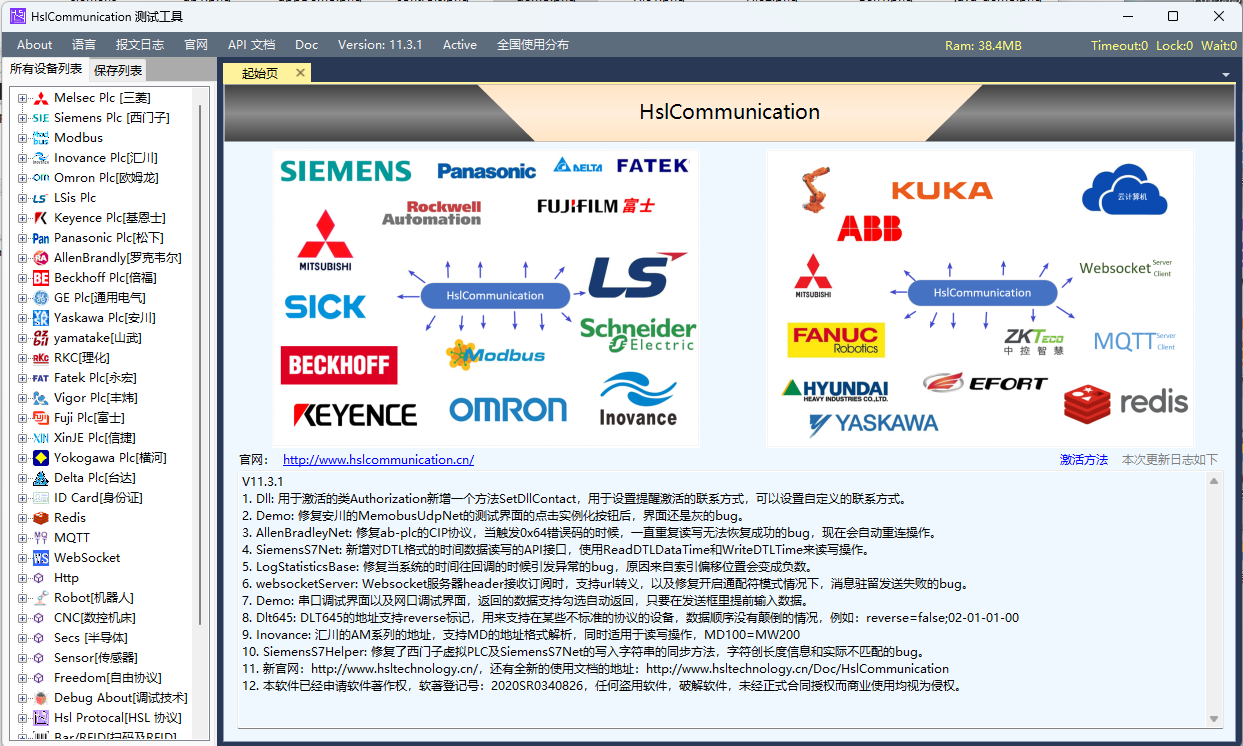 HslCommunication 测试工具
About 语言 报文日志 官网 API 文档 Doc Version: 11.3.1 Active 全国使用分布 Ram: 38.4MB Timeout:0 Lock:0 Wait:0
所有设备列表 保存列表
起始页
Melsec Plc [三菱]
Siemens Plc [西门子]
Modbus
Inovance Plc[汇川]
Omron Plc[欧姆龙]
LSis Plc
Keyence Plc[基恩士]
Panasonic Plc[松下]
AllenBrandly[罗克韦尔]
Beckhoff Plc[倍福]
GE Plc[通用电气]
Yaskawa Plc[安川]
yamatake[山武]
RKC[理化]
Fatek Plc[永宏]
Vigor Plc[丰炜]
Fuji Plc[富士]
XinJE Plc[信捷]
Yokogawa Plc[横河]
Delta Plc[台达]
ID Card[身份证]
Redis
MQTT
WebSocket
Http
Robot[机器人]
CNC[数控机床]
Secs [半导体]
Sensor[传感器]
Freedom[自由协议]
Debug About[调试技术]
Hsl Protocal[HSL 协议]
Bar/RFID[扫码及RFID]
HslCommunication
SIEMENS
Panasonic
DELTA
FATEK
Rockwell
Automation
FUJIFILM 富士
MITSUBISHI
LS
SICK
HslCommunication
Schneider
Electric
BECKHOFF
Modbus
KEYENCE
OMRON
Inovance
KUKA
云计算机
ABB
MITSUBISHI
Websocket Server
Client
HslCommunication
FANUC
Robotics
ZKTeco
中控智慧
MQTT Server
Client
HYUNDAI
HEAVY INDUSTRIES CO.,LTD.
EFORT
redis
YASKAWA
官网: http://www.hslcommunication.cn/ 激活方法 本次更新日志如下
V11.3.1
1. Dll: 用于激活的类Authorization新增一个方法SetDllContact，用于设置提醒激活的联系方式，可以设置自定义的联系方式。
2. Demo: 修复安川的MemobusUdpNet的测试界面的点击实例化按钮后，界面还是灰的bug。
3. AllenBradleyNet: 修复ab-plc的CIP协议，当触发0x64错误码的时候，一直重复读写无法恢复成功的bug，现在会自动重连操作。
4. SiemensS7Net: 新增对DTL格式的时间数据读写的API接口，使用ReadDTLDataTime和WriteDTLTime来读写操作。
5. LogStatisticsBase: 修复当系统的时间往回调的时候引发异常的bug，原因来自索引偏移位置会变成负数。
6. websocketServer: Websocket服务器header接收订阅时，支持url转义，以及修复开启通配符模式情况下，消息驻留发送失败的bug。
7. Demo: 串口调试界面以及网口调试界面，返回的数据支持勾选自动返回，只要在发送框里提前输入数据。
8. Dlt645: DLT645的地址支持reverse标记，用来支持在某些不标准的协议的设备，数据顺序没有颠倒的情况，例如：reverse=false;02-01-01-00
9. Inovance: 汇川的AM系列的地址，支持MD的地址格式解析，同时适用于读写操作，MD100=MW200
10. SiemensS7Helper: 修复了西门子虚拟PLC及SiemensS7Net的写入字符串的同步方法，字符创长度信息和实际不匹配的bug。
11. 新官网：http://www.hsltechnology.cn/，还有全新的使用文档的地址：http://www.hsltechnology.cn/Doc/HslCommunication
12. 本软件已经申请软件著作权，软著登记号：2020SR0340826，任何盗用软件，破解软件，未经正式合同授权而商业使用均视为侵权。